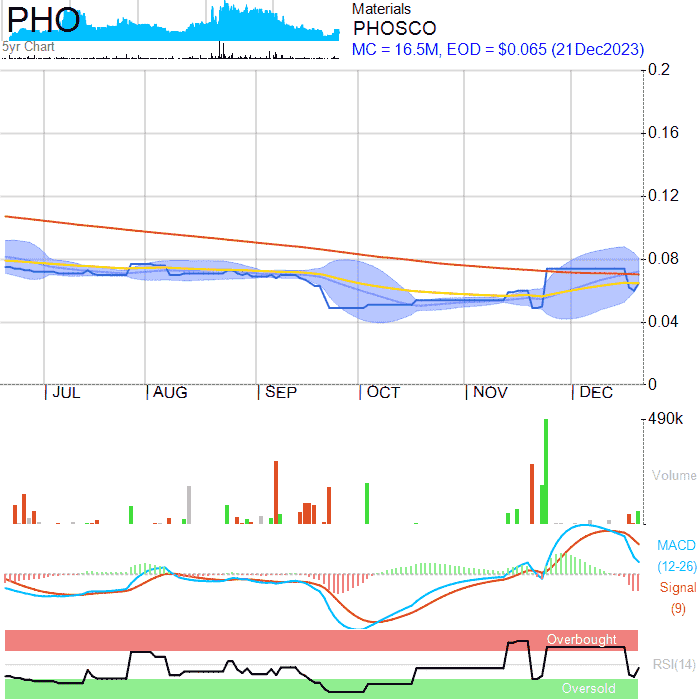 PHO
5yr Chart
Materials
PHOSCO
MC = 16.5M, EOD = $0.065 (21Dec2023)
0.2
0.16
0.12
0.08
0.04
0
JUL AUG SEP OCT NOV DEC
490k
Volume
MACD
(12-26)
Signal
(9)
Overbought
RSI(14)
Oversold